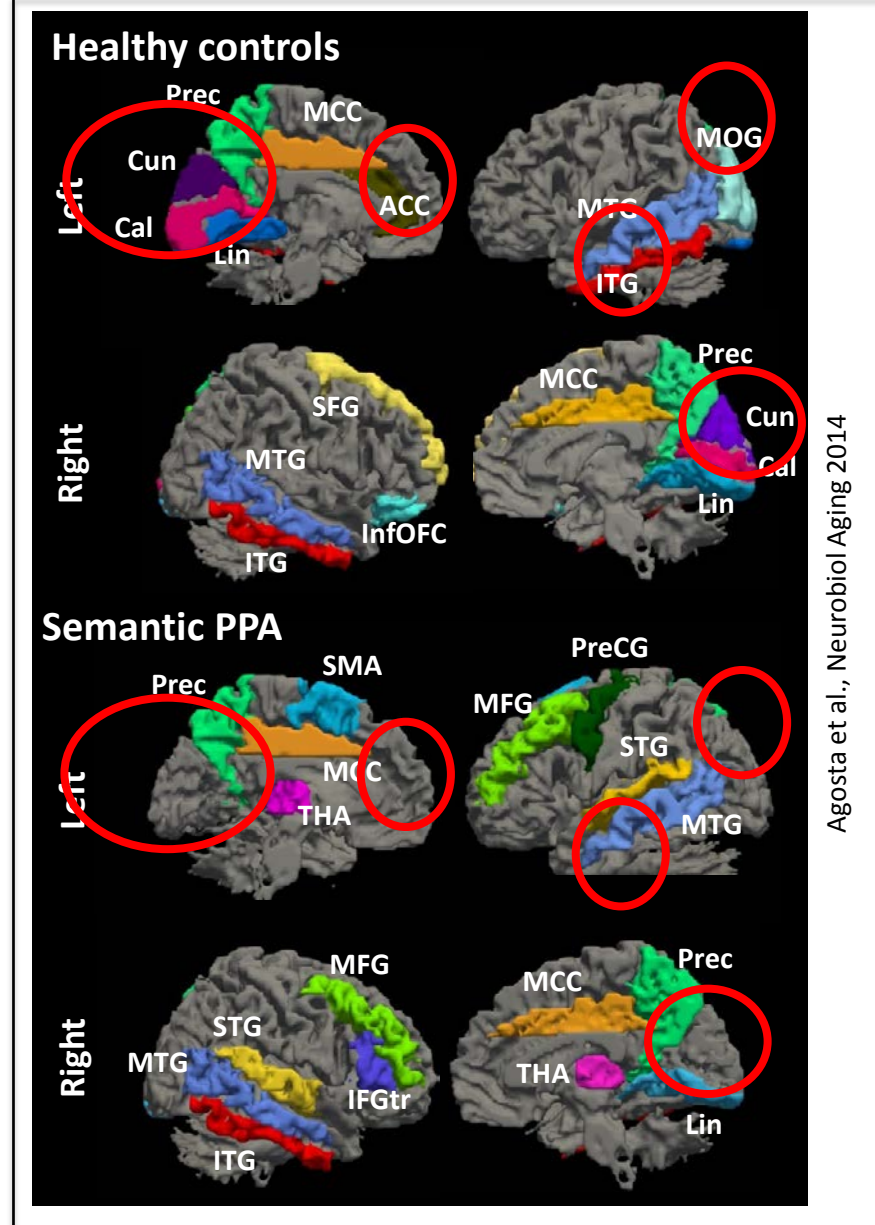 Healthy controls
Prec
MCC
Cun
ACC
Cal
Lin
Left
MOG
MTG
ITG
Right
SFG
MTG
InfOFC
ITG
Prec
MCC
Cun
Cal
Lin
Semantic PPA
SMA
Prec
MCC
THA
Left
PreCG
MFG
STG
MTG
Right
MFG
STG
MTG
IFGtr
ITG
Prec
MCC
THA
Lin
Agosta et al., Neurobiol Aging 2014